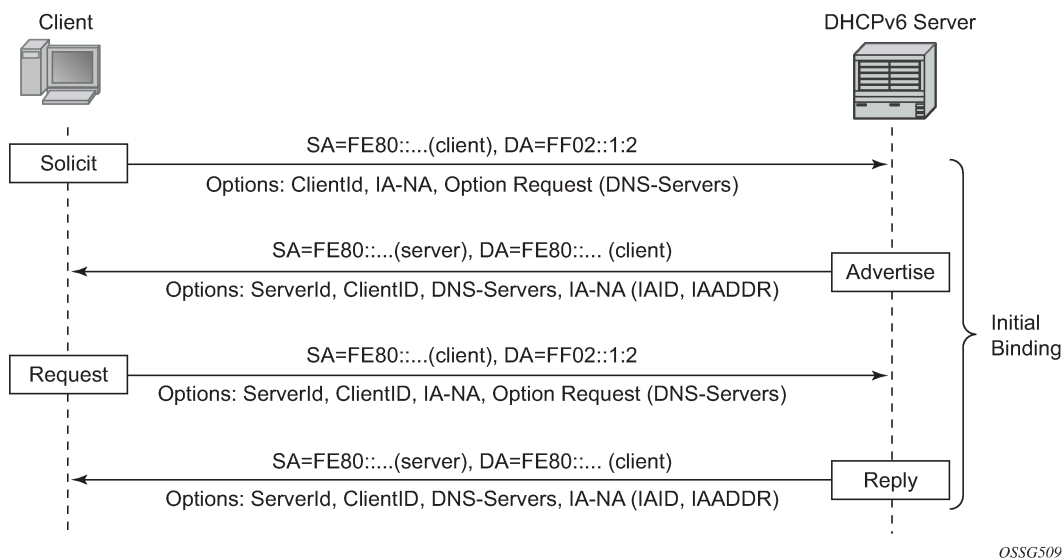 Client
DHCPv6 Server
SA=FE80::...(client), DA=FF02::1:2
Solicit
Options: ClientId, IA-NA, Option Request (DNS-Servers)
SA=FE80::...(server), DA=FE80::... (client)
Advertise
Options: ServerId, ClientID, DNS-Servers, IA-NA (IAID, IAADDR)
Initial
Binding
SA=FE80::...(client), DA=FF02::1:2
Request
Options: ServerId, ClientID, IA-NA, Option Request (DNS-Servers)
SA=FE80::...(server), DA=FE80::... (client)
Reply
Options: ServerId, ClientID, DNS-Servers, IA-NA (IAID, IAADDR)
OSSG509